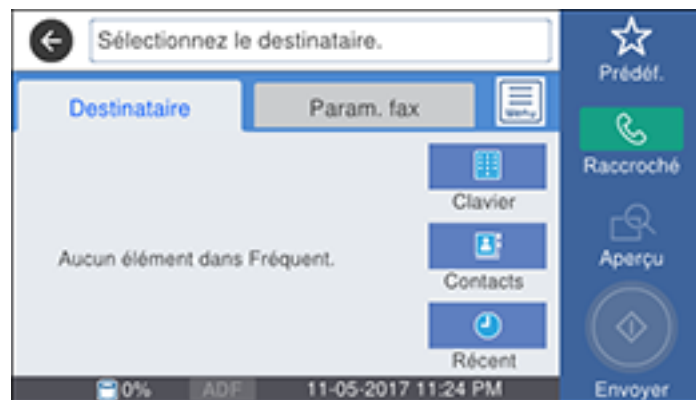 Sélectionnez le destinataire.
Prédéf.
Destinataire
Param. fax
Menu
Raccroché
Clavier
Aucun élément dans Fréquent.
Aperçu
Contacts
Récent
0% ADF 11-05-2017 11:24 PM
Envoyer